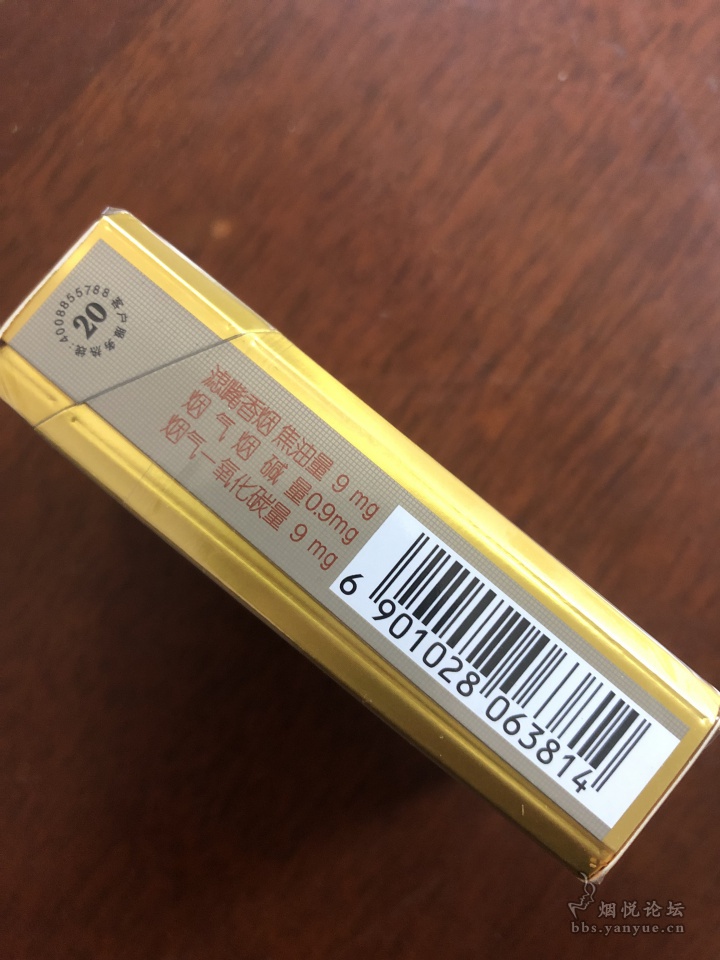 客户服务热线:4008855788
20
滤嘴香烟 焦油量 9 mg
烟气烟碱量0.9mg
烟气一氧化碳量 9 mg
6 901028 063814
烟悦论坛
bbs.yanyue.cn